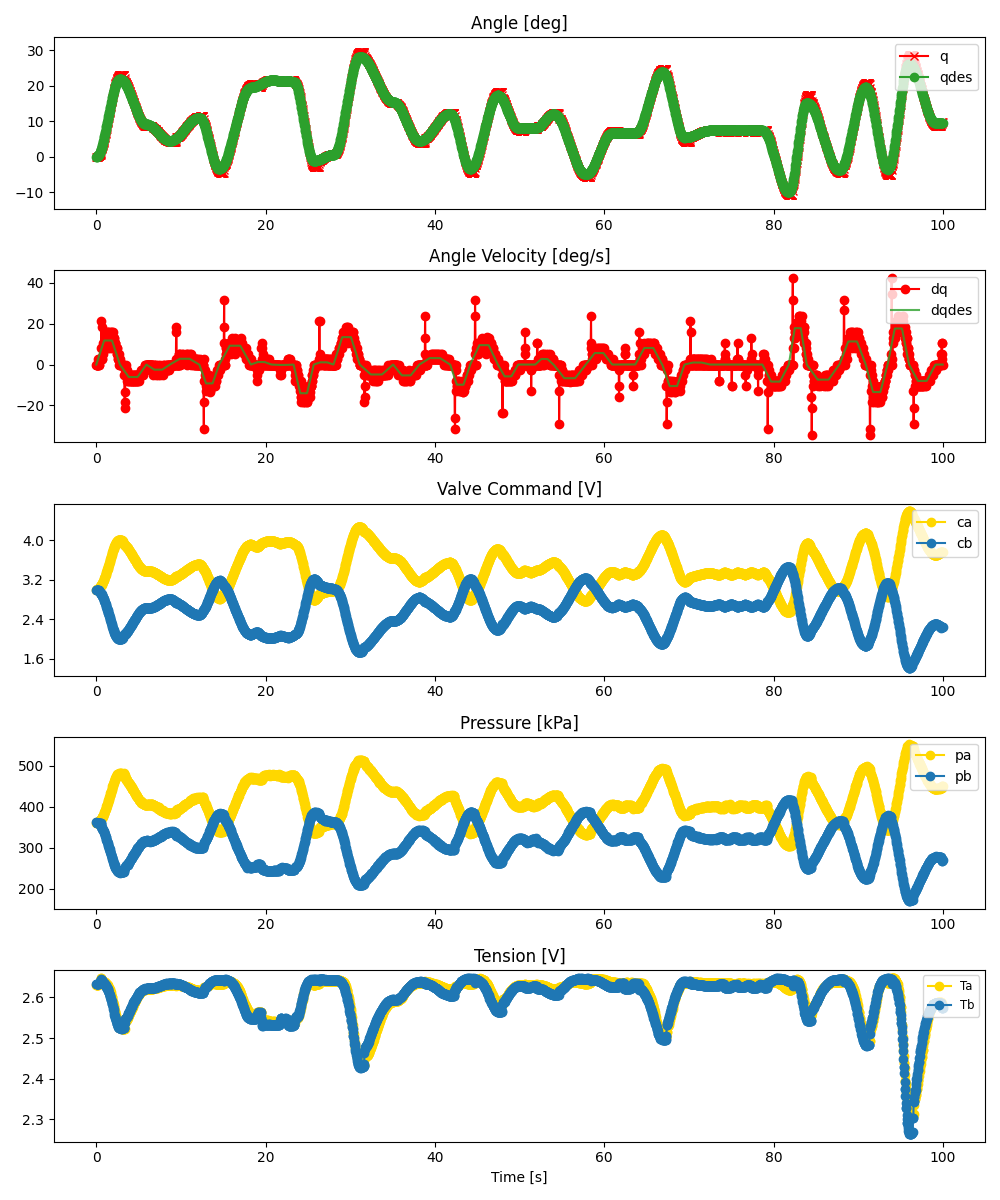 Angle [deg]
30
20
10
0
−10
q
qdes
0 20 40 60 80 100
Angle Velocity [deg/s]
40
20
0
−20
dq
dqdes
0 20 40 60 80 100
Valve Command [V]
4.0
3.2
2.4
1.6
ca
cb
0 20 40 60 80 100
Pressure [kPa]
500
400
300
200
pa
pb
0 20 40 60 80 100
Tension [V]
2.6
2.5
2.4
2.3
Ta
Tb
0 20 40 60 80 100
Time [s]